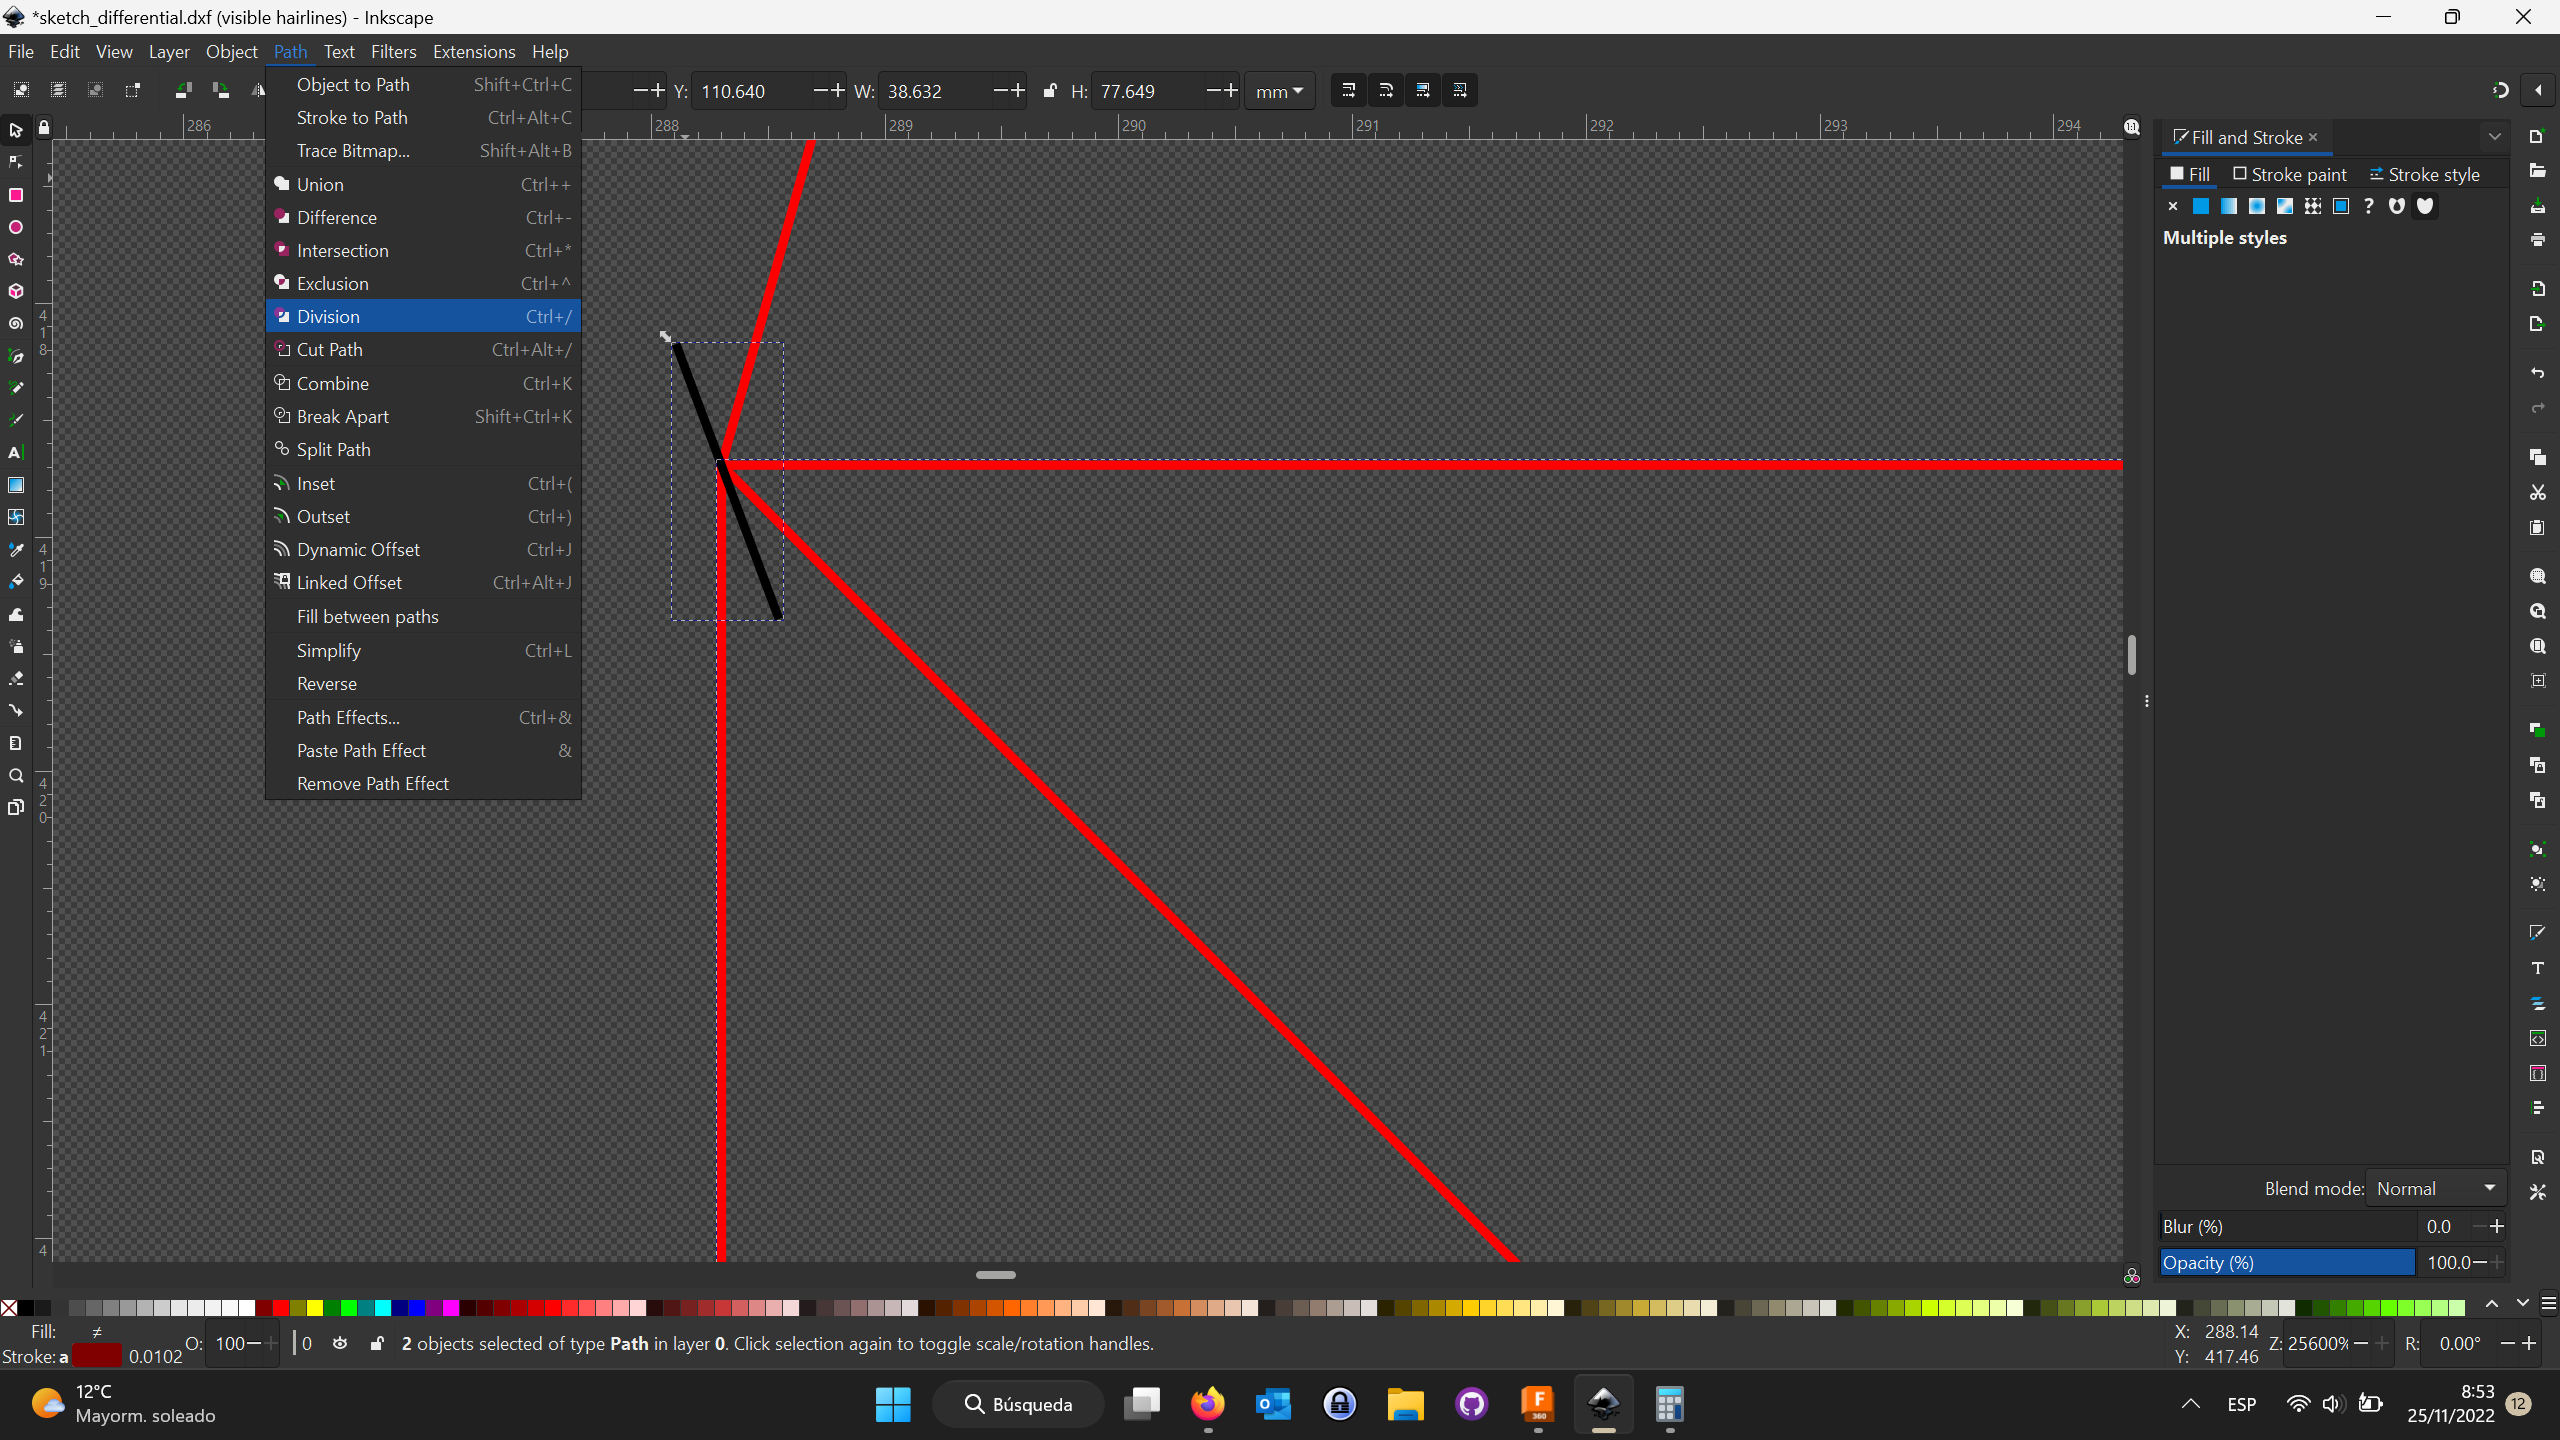 *sketch_differential.dxf (visible hairlines) - Inkscape
File Edit View Layer Object Path Text Filters Extensions Help
Y: 110.640 W: 38.632 H: 77.649 mm
286 288 289 290 291 292 293 294
Object to Path Shift+Ctrl+C
Stroke to Path Ctrl+Alt+C
Trace Bitmap... Shift+Alt+B
Union Ctrl++
Difference Ctrl+-
Intersection Ctrl+*
Exclusion Ctrl+^
Division Ctrl+/
Cut Path Ctrl+Alt+/
Combine Ctrl+K
Break Apart Shift+Ctrl+K
Split Path
Inset Ctrl+(
Outset Ctrl+)
Dynamic Offset Ctrl+J
Linked Offset Ctrl+Alt+J
Fill between paths
Simplify Ctrl+L
Reverse
Path Effects... Ctrl+&
Paste Path Effect &
Remove Path Effect
418
419
420
421
4
Fill and Stroke
Fill Stroke paint Stroke style
Multiple styles
Blend mode: Normal
Blur (%) 0.0
Opacity (%) 100.0
Fill: ≠
Stroke: a 0.0102
O: 100
0
2 objects selected of type Path in layer 0. Click selection again to toggle scale/rotation handles.
X: 288.14
Y: 417.46
Z: 25600%
R: 0.00°
12°C
Mayorm. soleado
Búsqueda
F
360
ESP
8:53
25/11/2022
12